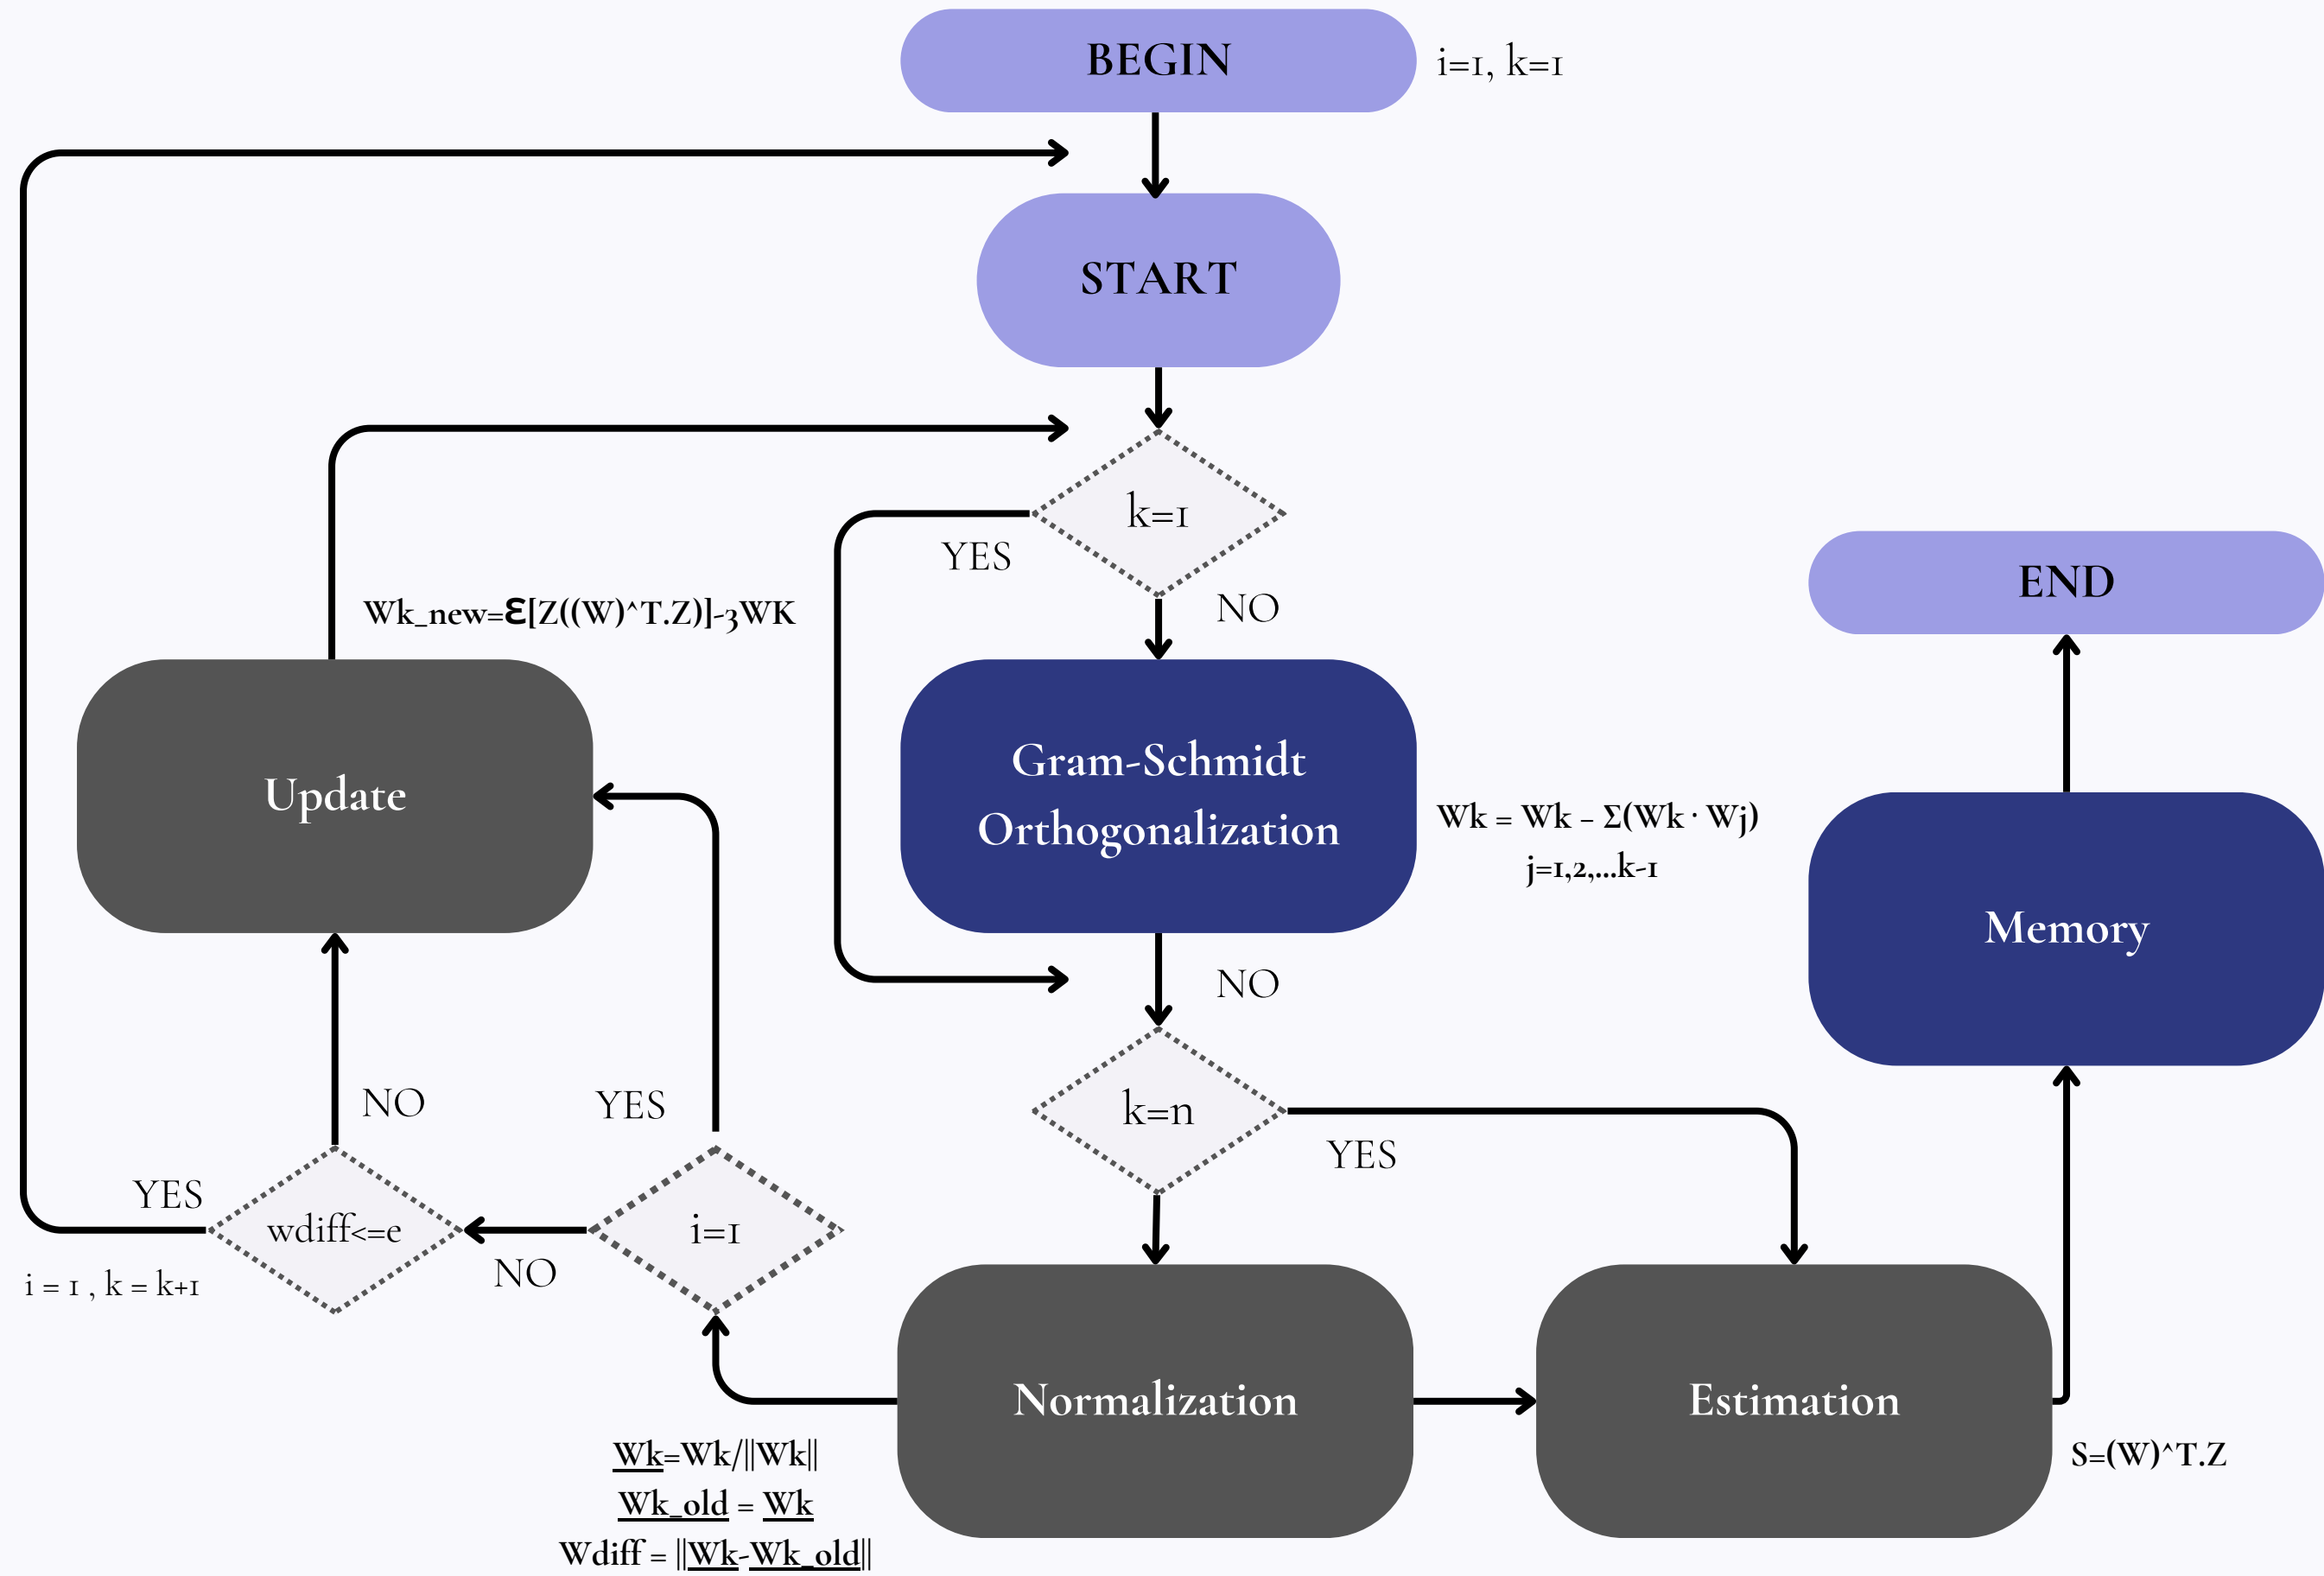 BEGIN
i=1, k=1
START
k=1
YES
NO
Wk_new=Ɛ[Z((W)^T.Z)]-3WK
END
Update
Gram-Schmidt
Orthogonalization
Wk = Wk – Σ(Wk · Wj)
j=1,2,...k-1
Memory
NO
k=n
YES
NO
YES
YES
wdiff<=e
i=1
NO
i = 1 , k = k+1
Normalization
Estimation
Wk=Wk/||Wk||
Wk_old = Wk
Wdiff = ||Wk-Wk_old||
S=(W)^T.Z